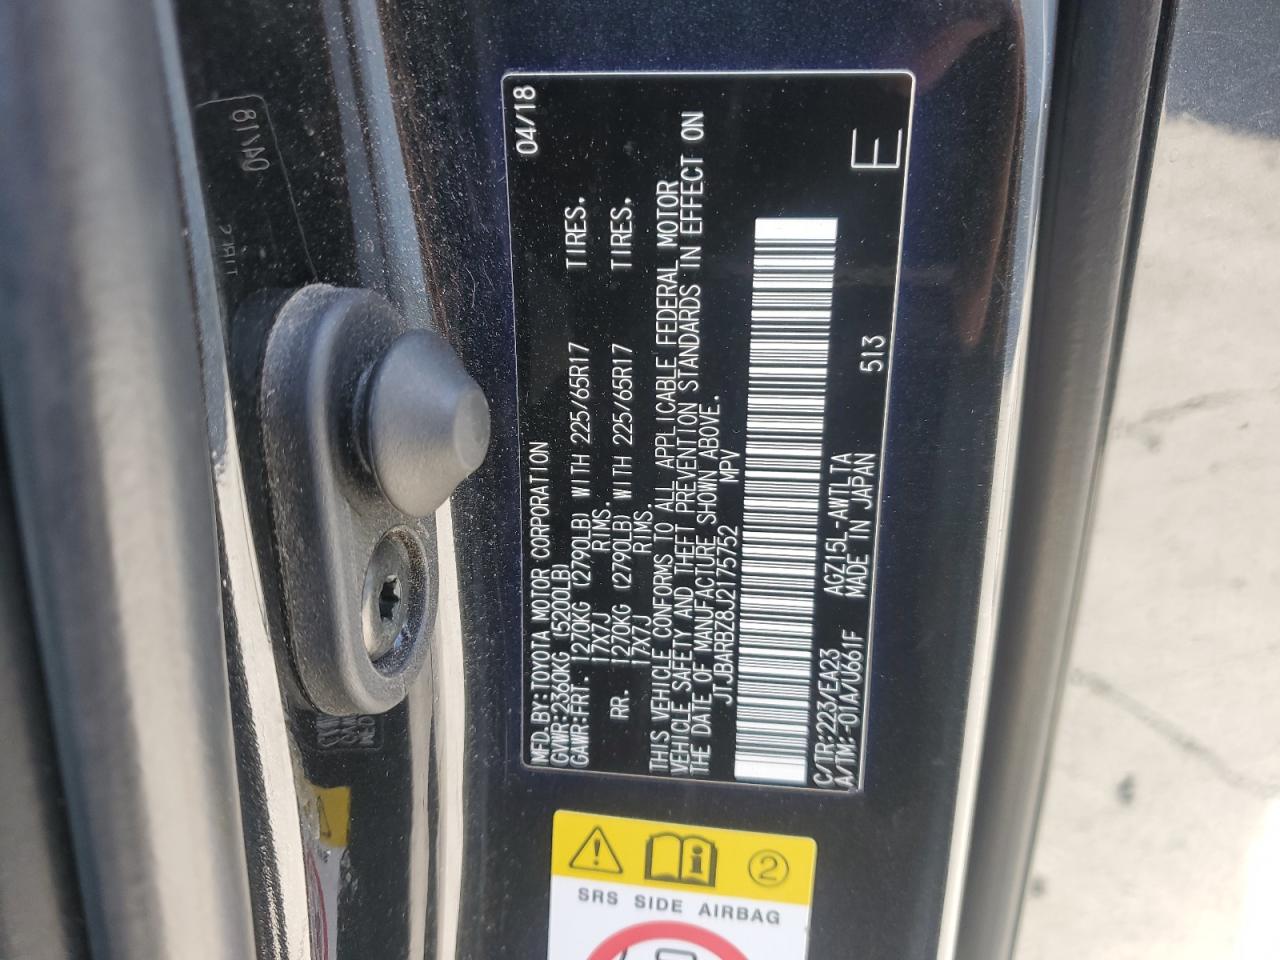 MFD. BY: TOYOTA MOTOR CORPORATION 04/18
GVWR: 2360KG (5200LB)
GAWR: FRT. 1270KG (2790LB) WITH 225/65R17 TIRES.
17X7J RIMS.
RR. 1270KG (2790LB) WITH 225/65R17 TIRES.
17X7J RIMS.
THIS VEHICLE CONFORMS TO ALL APPLICABLE FEDERAL MOTOR
VEHICLE SAFETY AND THEFT PREVENTION STANDARDS IN EFFECT ON
THE DATE OF MANUFACTURE SHOWN ABOVE.
JTJBARBZ8J2175752 MPV
C/TR: 223/EA23 AGZ15L-AWTLTA
A/TM: -01A/U661F MADE IN JAPAN 513
E
2
SRS SIDE AIRBAG
04/18